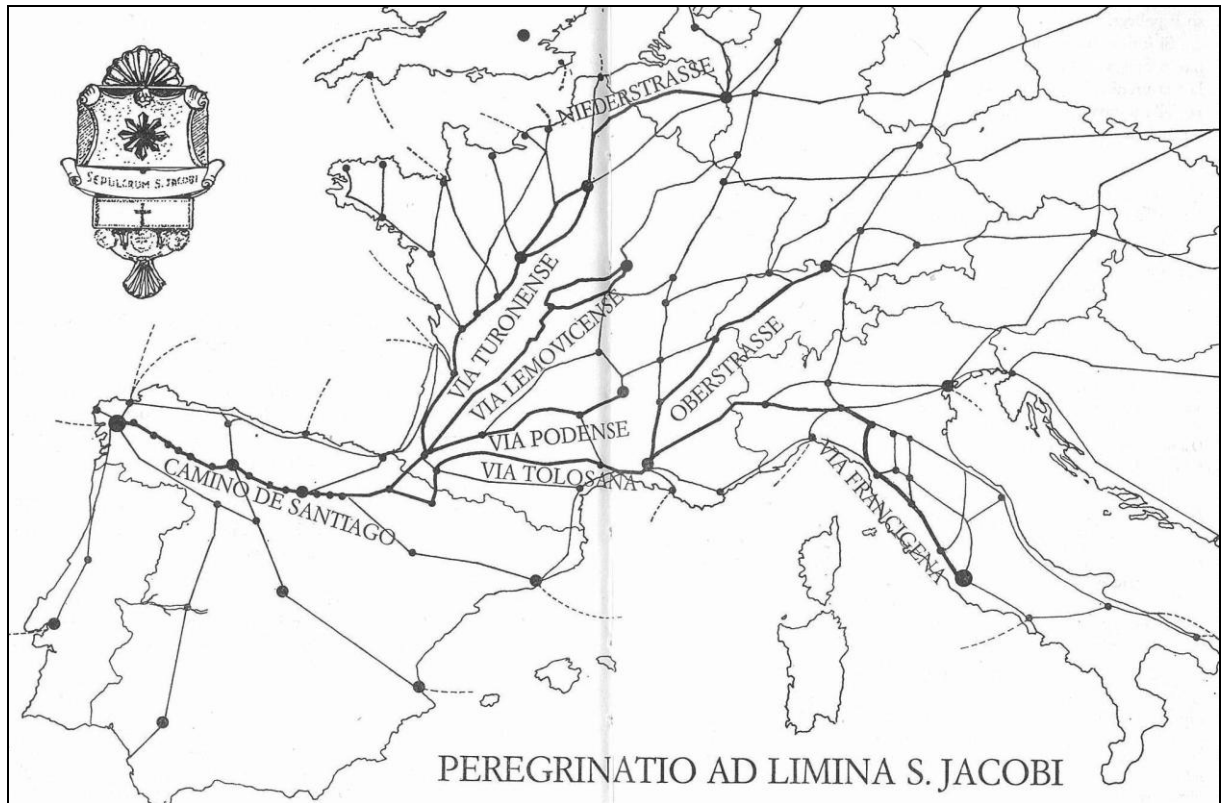 SEPULCRUM S. JACOBI
NIEDERSTRASSE
VIA TURONENSE
VIA LEMOVICENSE
OBERSTRASSE
VIA PODENSE
VIA TOLOSANA
CAMINO DE SANTIAGO
VIA FRANCIGENA
PEREGRINATIO AD LIMINA S. JACOBI